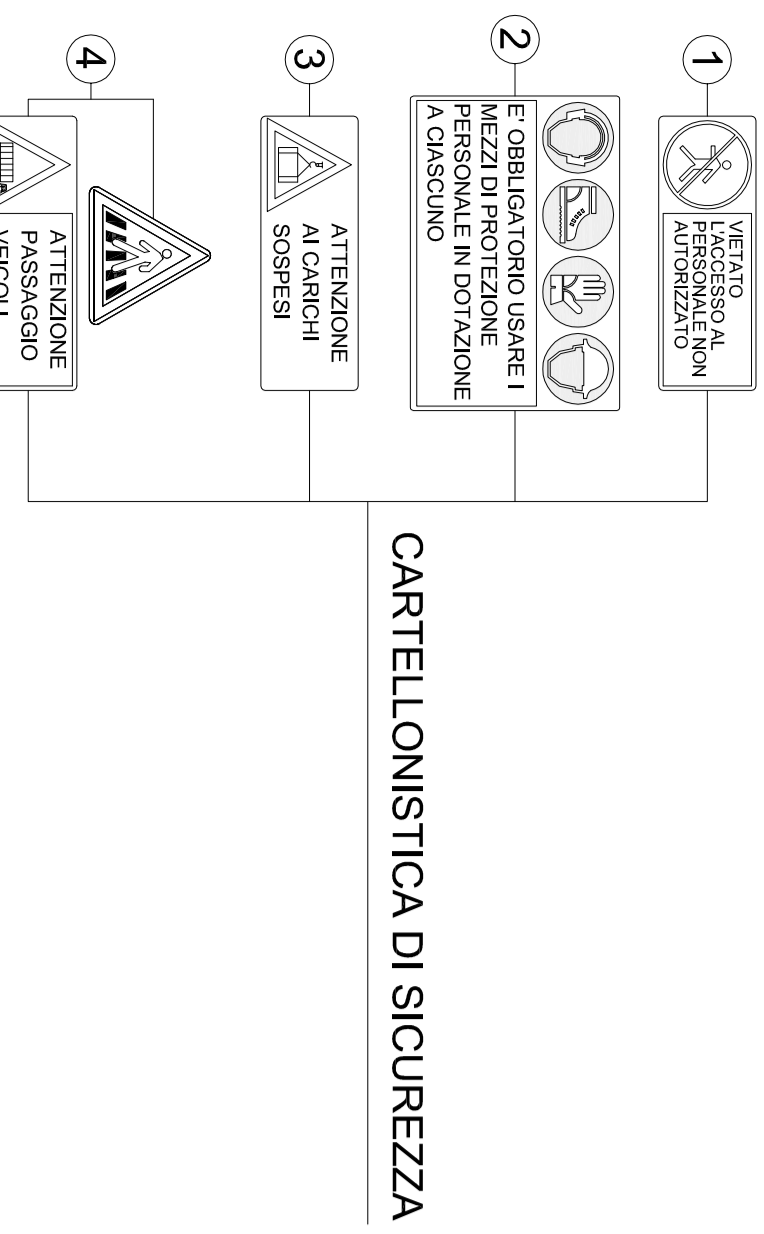 1
VIETATO
L'ACCESSO AL
PERSONALE NON
AUTORIZZATO
2
E' OBBLIGATORIO USARE I
MEZZI DI PROTEZIONE
PERSONALE IN DOTAZIONE
A CIASCUNO
3
ATTENZIONE
AI CARICHI
SOSPESI
4
ATTENZIONE
PASSAGGIO
VEICOLI
CARTELLONISTICA DI SICUREZZA